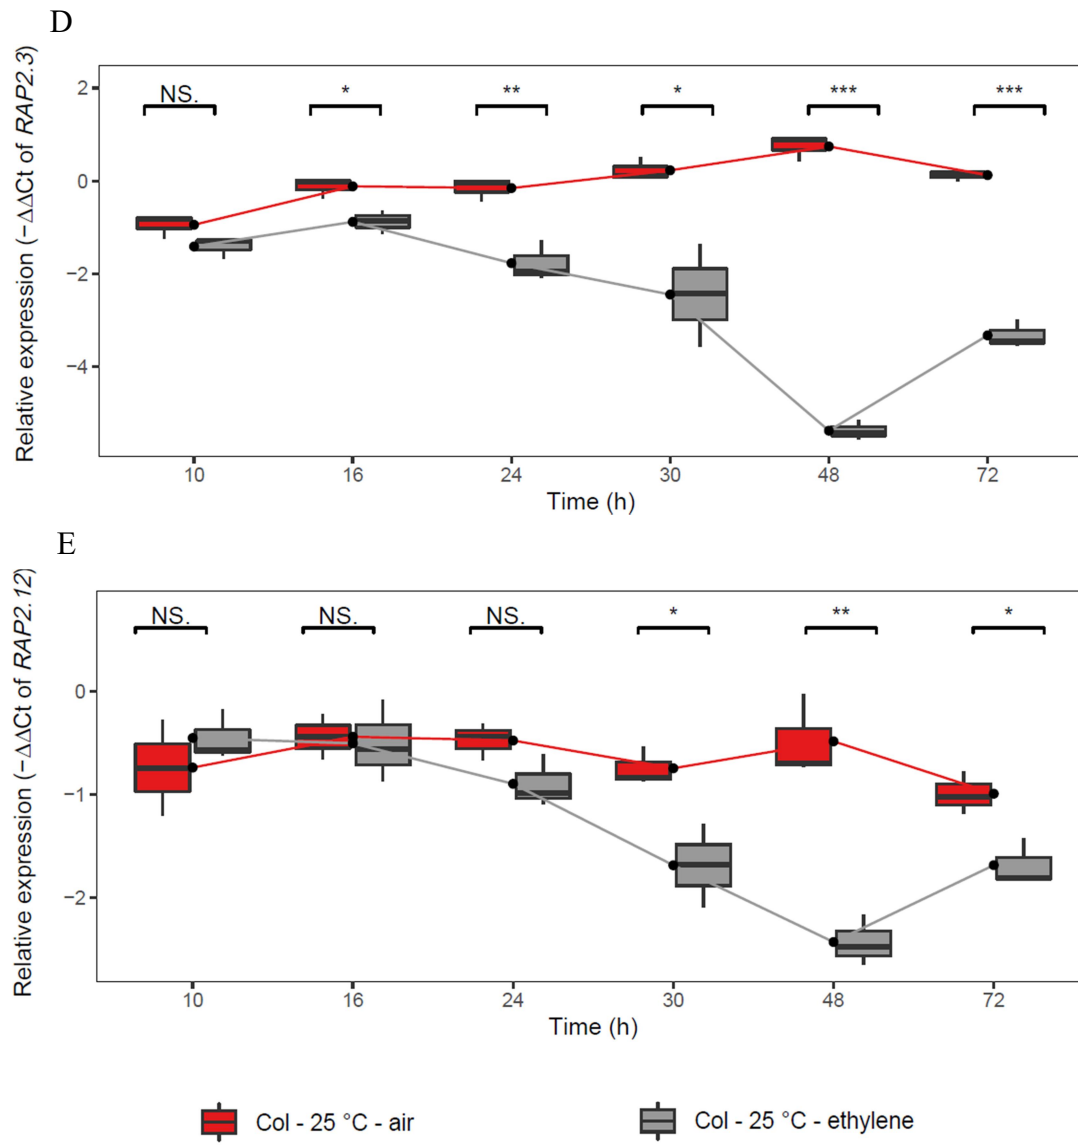 D
Relative expression (−ΔΔCt of RAP2.3)
2
0
−2
−4
NS. * ** * *** ***
10 16 24 30 48 72
Time (h)
E
Relative expression (−ΔΔCt of RAP2.12)
0
−1
−2
NS. NS. NS. * ** *
10 16 24 30 48 72
Time (h)
Col - 25 °C - air Col - 25 °C - ethylene